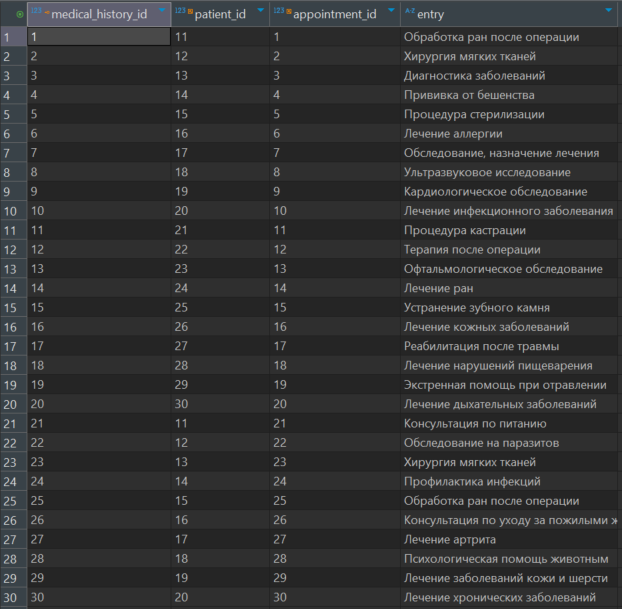 123 medical_history_id 123 patient_id 123 appointment_id A-Z entry
1 1 11 1 Обработка ран после операции
2 2 12 2 Хирургия мягких тканей
3 3 13 3 Диагностика заболеваний
4 4 14 4 Прививка от бешенства
5 5 15 5 Процедура стерилизации
6 6 16 6 Лечение аллергии
7 7 17 7 Обследование, назначение лечения
8 8 18 8 Ультразвуковое исследование
9 9 19 9 Кардиологическое обследование
10 10 20 10 Лечение инфекционного заболевания
11 11 21 11 Процедура кастрации
12 12 22 12 Терапия после операции
13 13 23 13 Офтальмологическое обследование
14 14 24 14 Лечение ран
15 15 25 15 Устранение зубного камня
16 16 26 16 Лечение кожных заболеваний
17 17 27 17 Реабилитация после травмы
18 18 28 18 Лечение нарушений пищеварения
19 19 29 19 Экстренная помощь при отравлении
20 20 30 20 Лечение дыхательных заболеваний
21 21 11 21 Консультация по питанию
22 22 12 22 Обследование на паразитов
23 23 13 23 Хирургия мягких тканей
24 24 14 24 Профилактика инфекций
25 25 15 25 Обработка ран после операции
26 26 16 26 Консультация по уходу за пожилыми ж
27 27 17 27 Лечение артрита
28 28 18 28 Психологическая помощь животным
29 29 19 29 Лечение заболеваний кожи и шерсти
30 30 20 30 Лечение хронических заболеваний